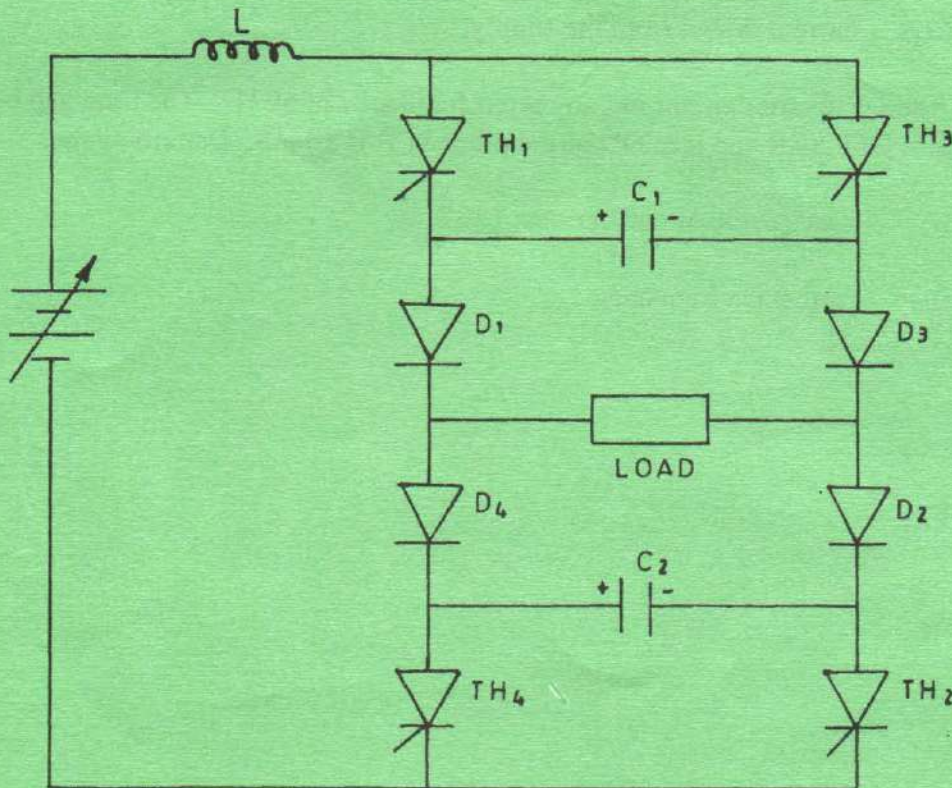 L
TH1 TH3
C1
+ -
D1 D3
LOAD
D4 D2
C2
+ -
TH4 TH2